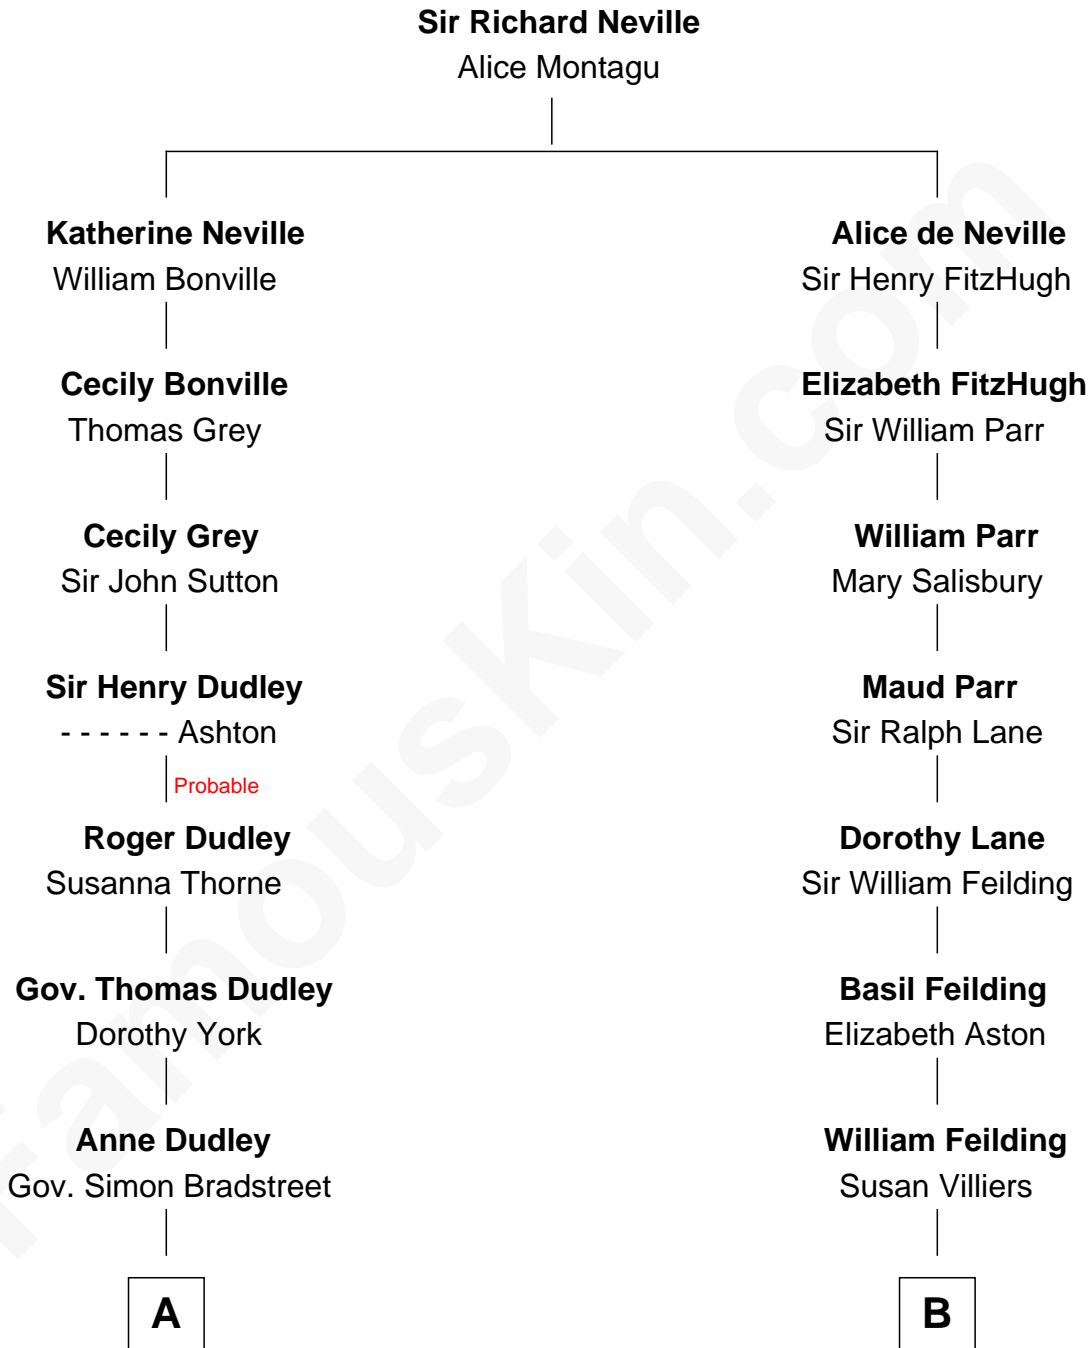 Sir Richard Neville
Alice Montagu
Katherine Neville
William Bonville
Alice de Neville
Sir Henry FitzHugh
Cecily Bonville
Thomas Grey
Elizabeth FitzHugh
Sir William Parr
Cecily Grey
Sir John Sutton
William Parr
Mary Salisbury
Sir Henry Dudley
- - - - - - Ashton
Probable
Maud Parr
Sir Ralph Lane
Roger Dudley
Susanna Thorne
Dorothy Lane
Sir William Feilding
Gov. Thomas Dudley
Dorothy York
Basil Feilding
Elizabeth Aston
Anne Dudley
Gov. Simon Bradstreet
William Feilding
Susan Villiers
A
B
FamousKin.com